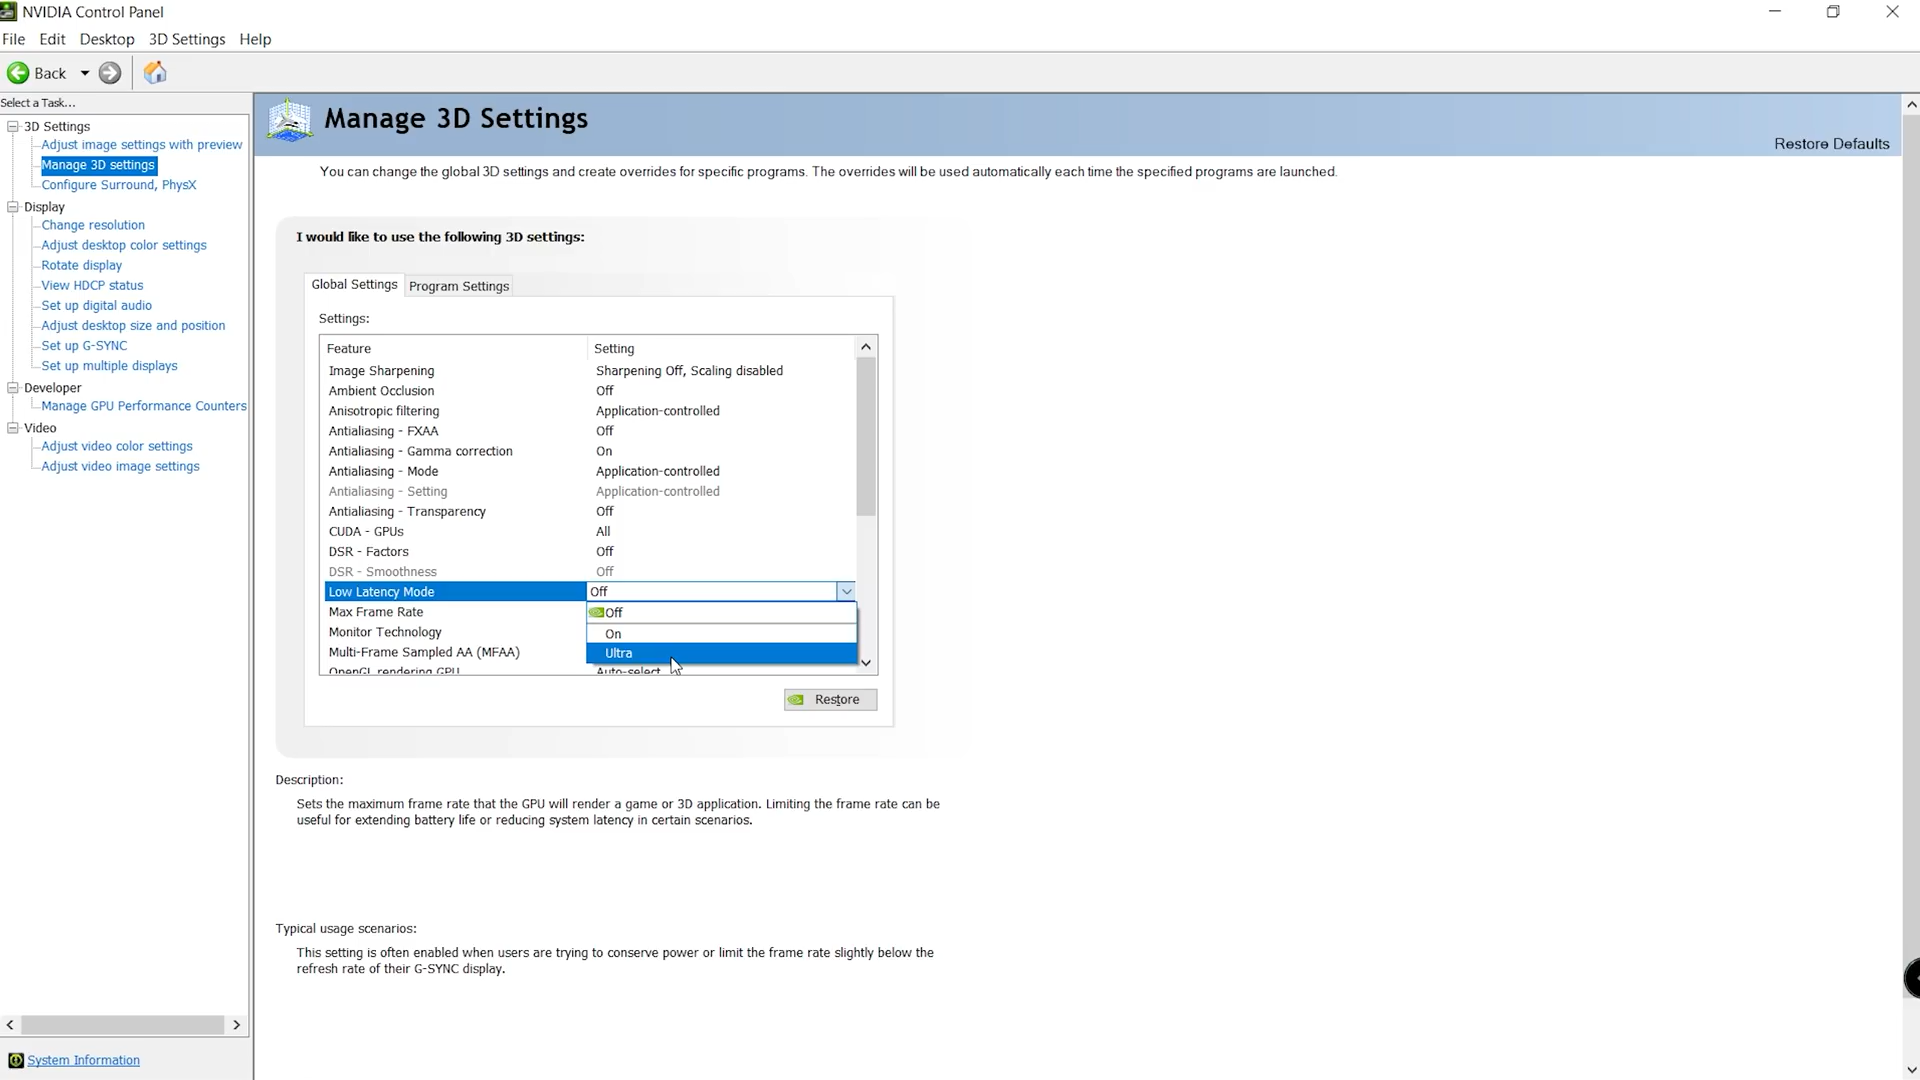 NVIDIA Control Panel
File Edit Desktop 3D Settings Help
Back
Select a Task...
3D Settings
Adjust image settings with preview
Manage 3D settings
Configure Surround, PhysX
Display
Change resolution
Adjust desktop color settings
Rotate display
View HDCP status
Set up digital audio
Adjust desktop size and position
Set up G-SYNC
Set up multiple displays
Developer
Manage GPU Performance Counters
Video
Adjust video color settings
Adjust video image settings
System Information
Manage 3D Settings
Restore Defaults
You can change the global 3D settings and create overrides for specific programs. The overrides will be used automatically each time the specified programs are launched.
I would like to use the following 3D settings:
Global Settings Program Settings
Settings:
Feature Setting
Image Sharpening Sharpening Off, Scaling disabled
Ambient Occlusion Off
Anisotropic filtering Application-controlled
Antialiasing - FXAA Off
Antialiasing - Gamma correction On
Antialiasing - Mode Application-controlled
Antialiasing - Setting Application-controlled
Antialiasing - Transparency Off
CUDA - GPUs All
DSR - Factors Off
DSR - Smoothness Off
Low Latency Mode Off
Max Frame Rate Off
Monitor Technology On
Multi-Frame Sampled AA (MFAA) Ultra
OpenGL rendering GPU Auto-select
Restore
Description:
Sets the maximum frame rate that the GPU will render a game or 3D application. Limiting the frame rate can be
useful for extending battery life or reducing system latency in certain scenarios.
Typical usage scenarios:
This setting is often enabled when users are trying to conserve power or limit the frame rate slightly below the
refresh rate of their G-SYNC display.